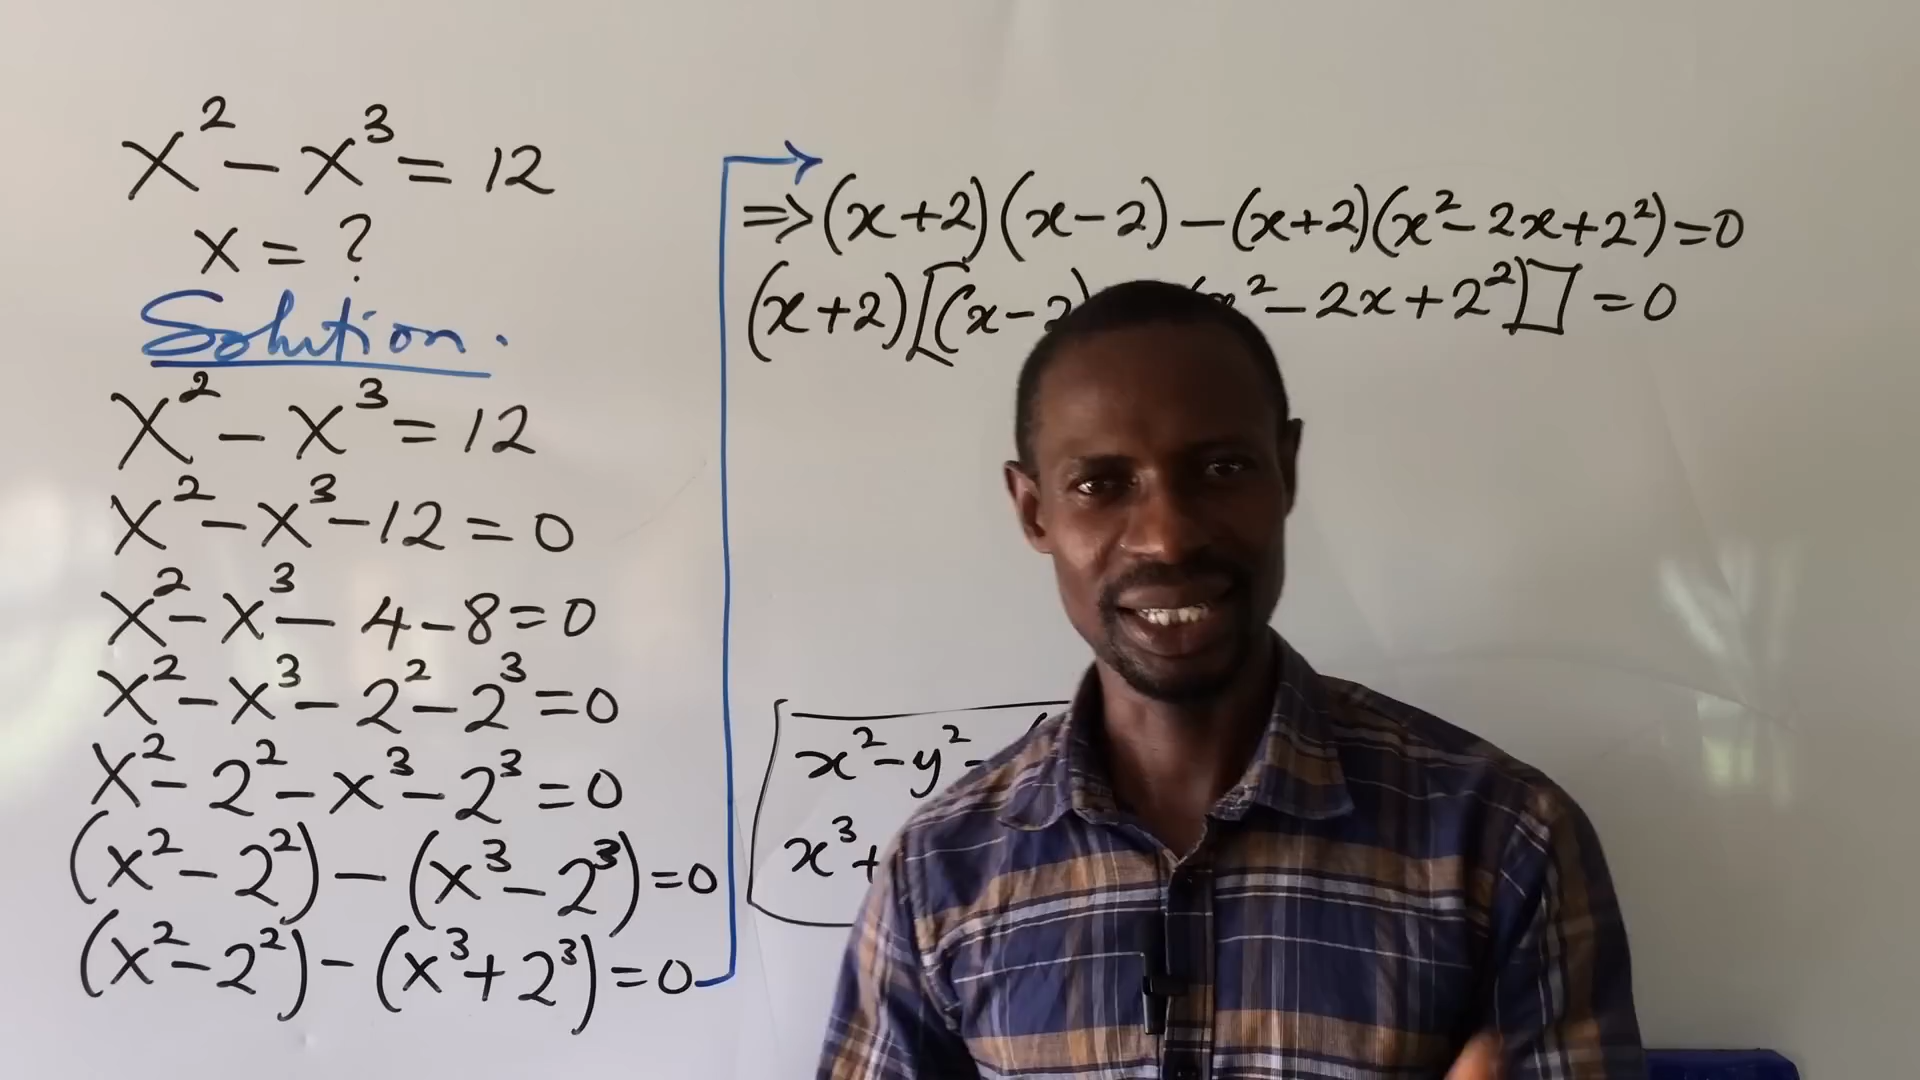 x² - x³ = 12
x = ?
Solution.
x² - x³ = 12
x² - x³ - 12 = 0
x² - x³ - 4 - 8 = 0
x² - x³ - 2² - 2³ = 0
x² - 2² - x³ - 2³ = 0
(x² - 2²) - (x³ - 2³) = 0
(x² - 2²) - (x³ + 2³) = 0
=> (x + 2)(x - 2) - (x + 2)(x² - 2x + 2²) = 0
(x + 2)[(x - 2) x² - 2x + 2²)] = 0
x² - y² =
x³ +